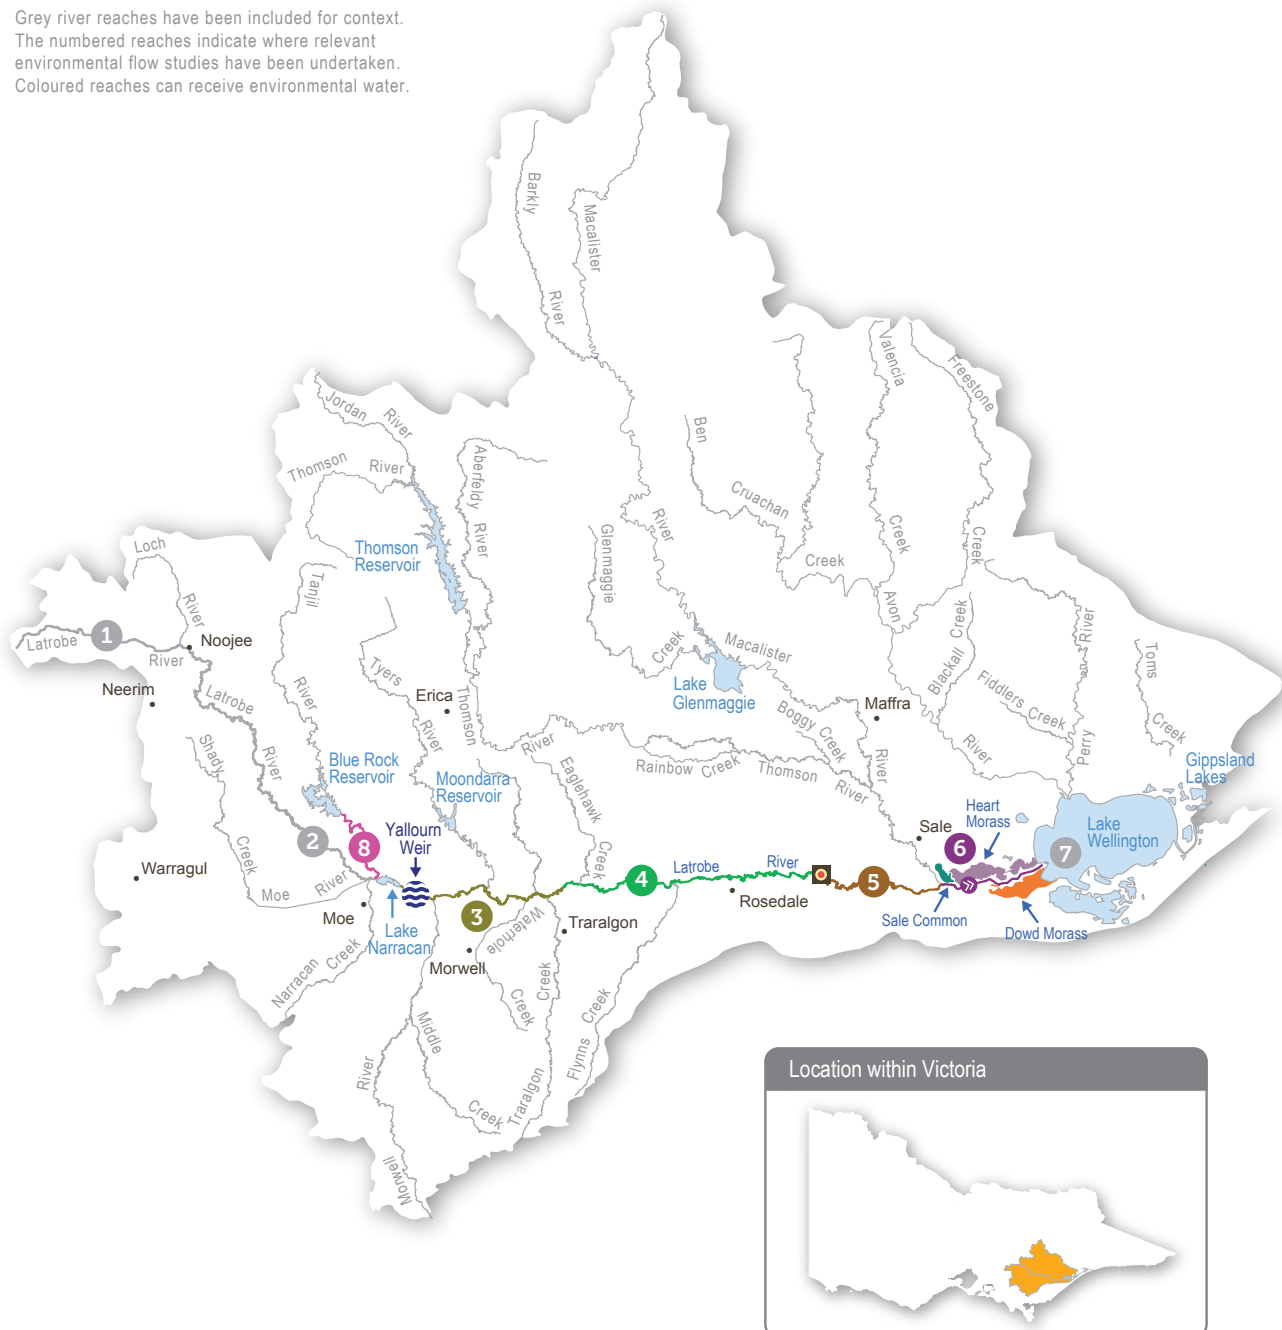 Grey river reaches have been included for context.
The numbered reaches indicate where relevant
environmental flow studies have been undertaken.
Coloured reaches can receive environmental water.
Barkly
River
Macalister
River
Valencia
Creek
Freestone
Creek
Jordan
River
Thomson
River
Aberfeldy
River
Ben
Cruachan
Creek
Thomson
Reservoir
Glenmaggie
Creek
Loch
River
Tanjil
River
Latrobe
1
River
Noojee
Neerim
Latrobe
River
Tyers
River
Erica
Thomson
River
Macalister
River
Lake
Glenmaggie
Avon
River
Blackall Creek
Fiddlers Creek
Perry
River
Toms
Creek
Maffra
Boggy
Creek
Shady
Creek
Blue Rock
Reservoir
Moondarra
Reservoir
Eaglehawk
Creek
Rainbow Creek
Thomson
River
Gippsland
Lakes
Heart
Morass
Lake
Wellington
Sale
2
8
Yallourn
Weir
6
7
Warragul
Moe
River
4
Latrobe
River
5
Rosedale
Sale Common
Dowd Morass
Moe
Lake
Narracan
3
Morwell
Waterhole
Creek
Traralgon
Narracan
Creek
Middle
Creek
Traralgon
Creek
Flynns
Creek
Morwell
River
Location within Victoria